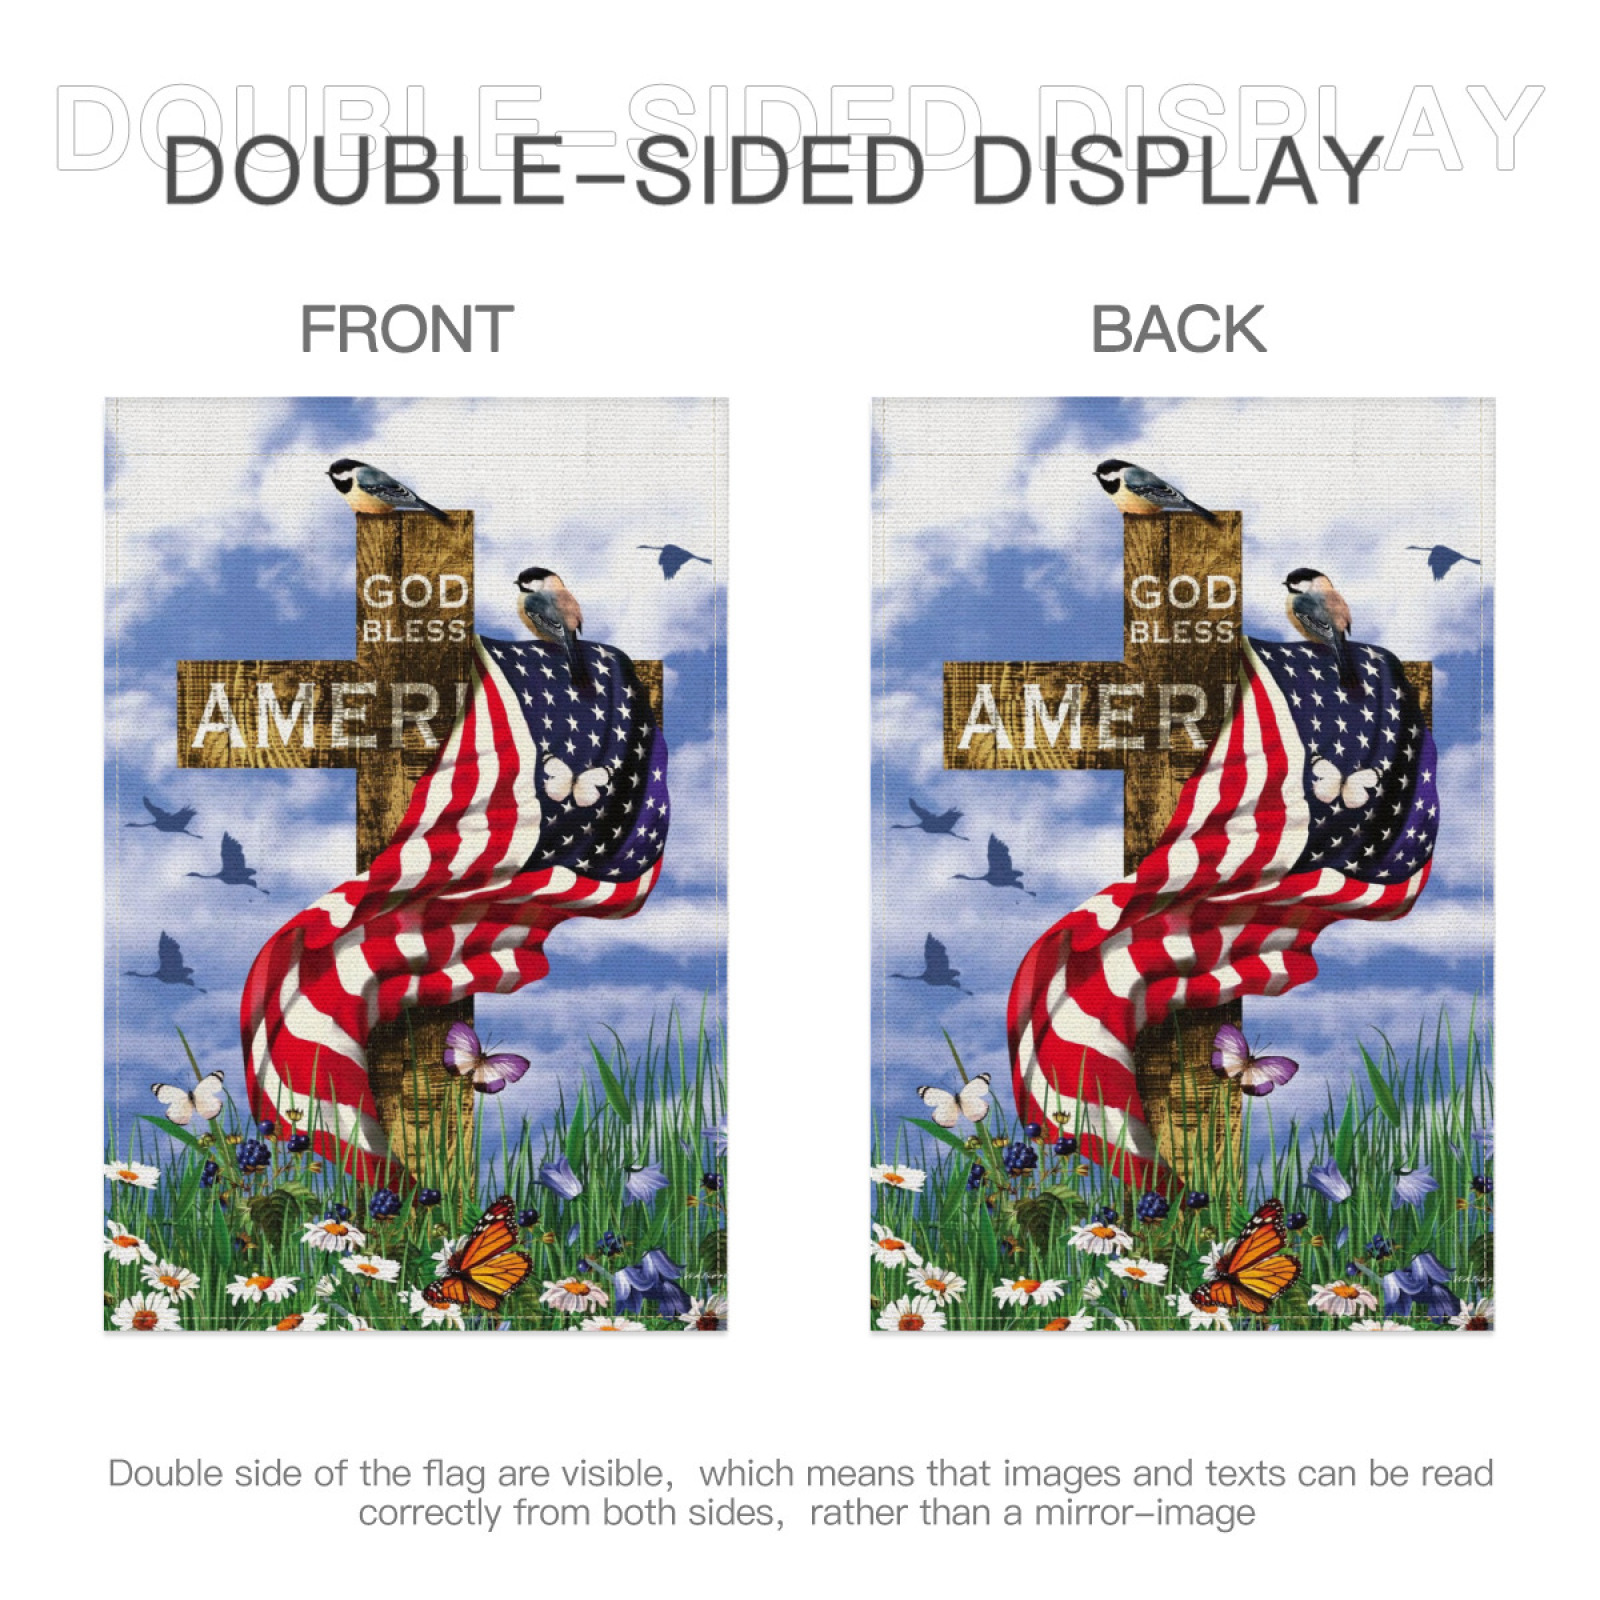 DOUBLE-SIDED DISPLAY
DOUBLE-SIDED DISPLAY
FRONT
BACK
GOD
BLESS
AMERI
GOD
BLESS
AMERI
Double side of the flag are visible, which means that images and texts can be read
correctly from both sides, rather than a mirror-image